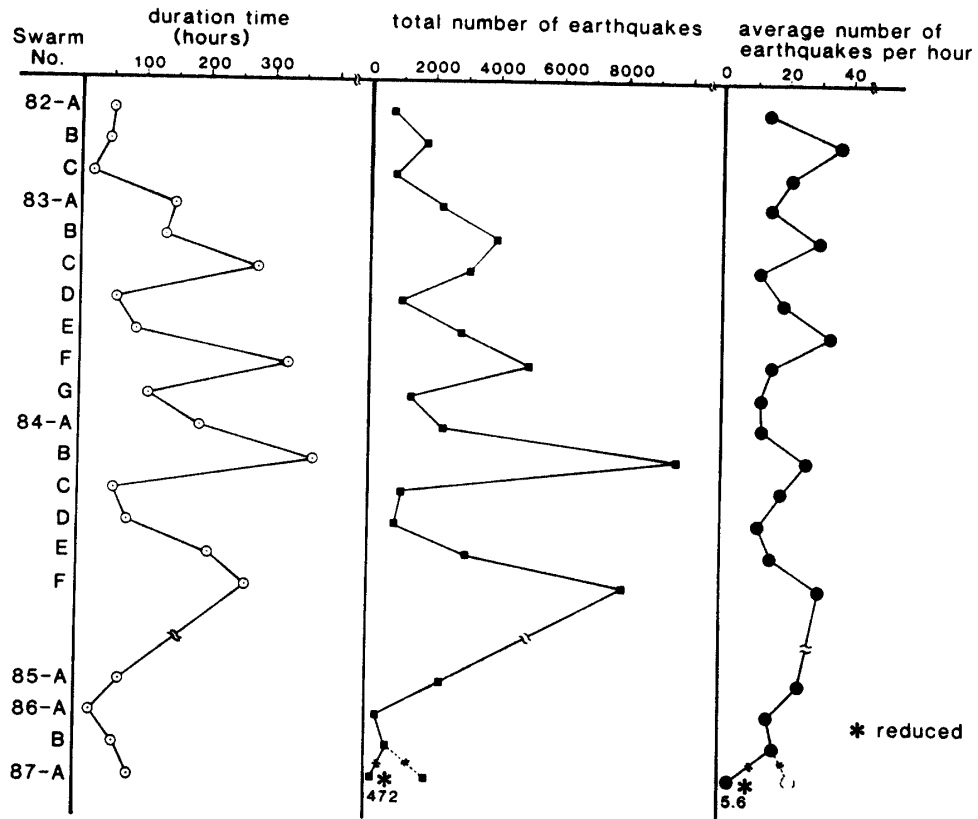 duration time
(hours)
total number of earthquakes
average number of
earthquakes per hour
Swarm
No.
100 200 300
0 2000 4000 6000 8000
0 20 40
82-A
B
C
83-A
B
C
D
E
F
G
84-A
B
C
D
E
F
85-A
86-A
B
87-A
* reduced
*
472
*
5.6